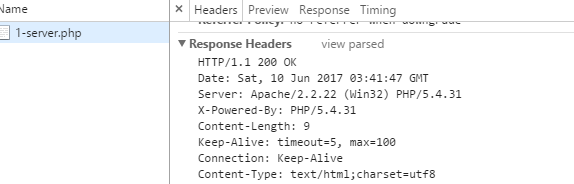 Name
Headers Preview Response Timing
Referrer Policy: no-referrer-when-downgrade
1-server.php
Response Headers view parsed
HTTP/1.1 200 OK
Date: Sat, 10 Jun 2017 03:41:47 GMT
Server: Apache/2.2.22 (Win32) PHP/5.4.31
X-Powered-By: PHP/5.4.31
Content-Length: 9
Keep-Alive: timeout=5, max=100
Connection: Keep-Alive
Content-Type: text/html;charset=utf8